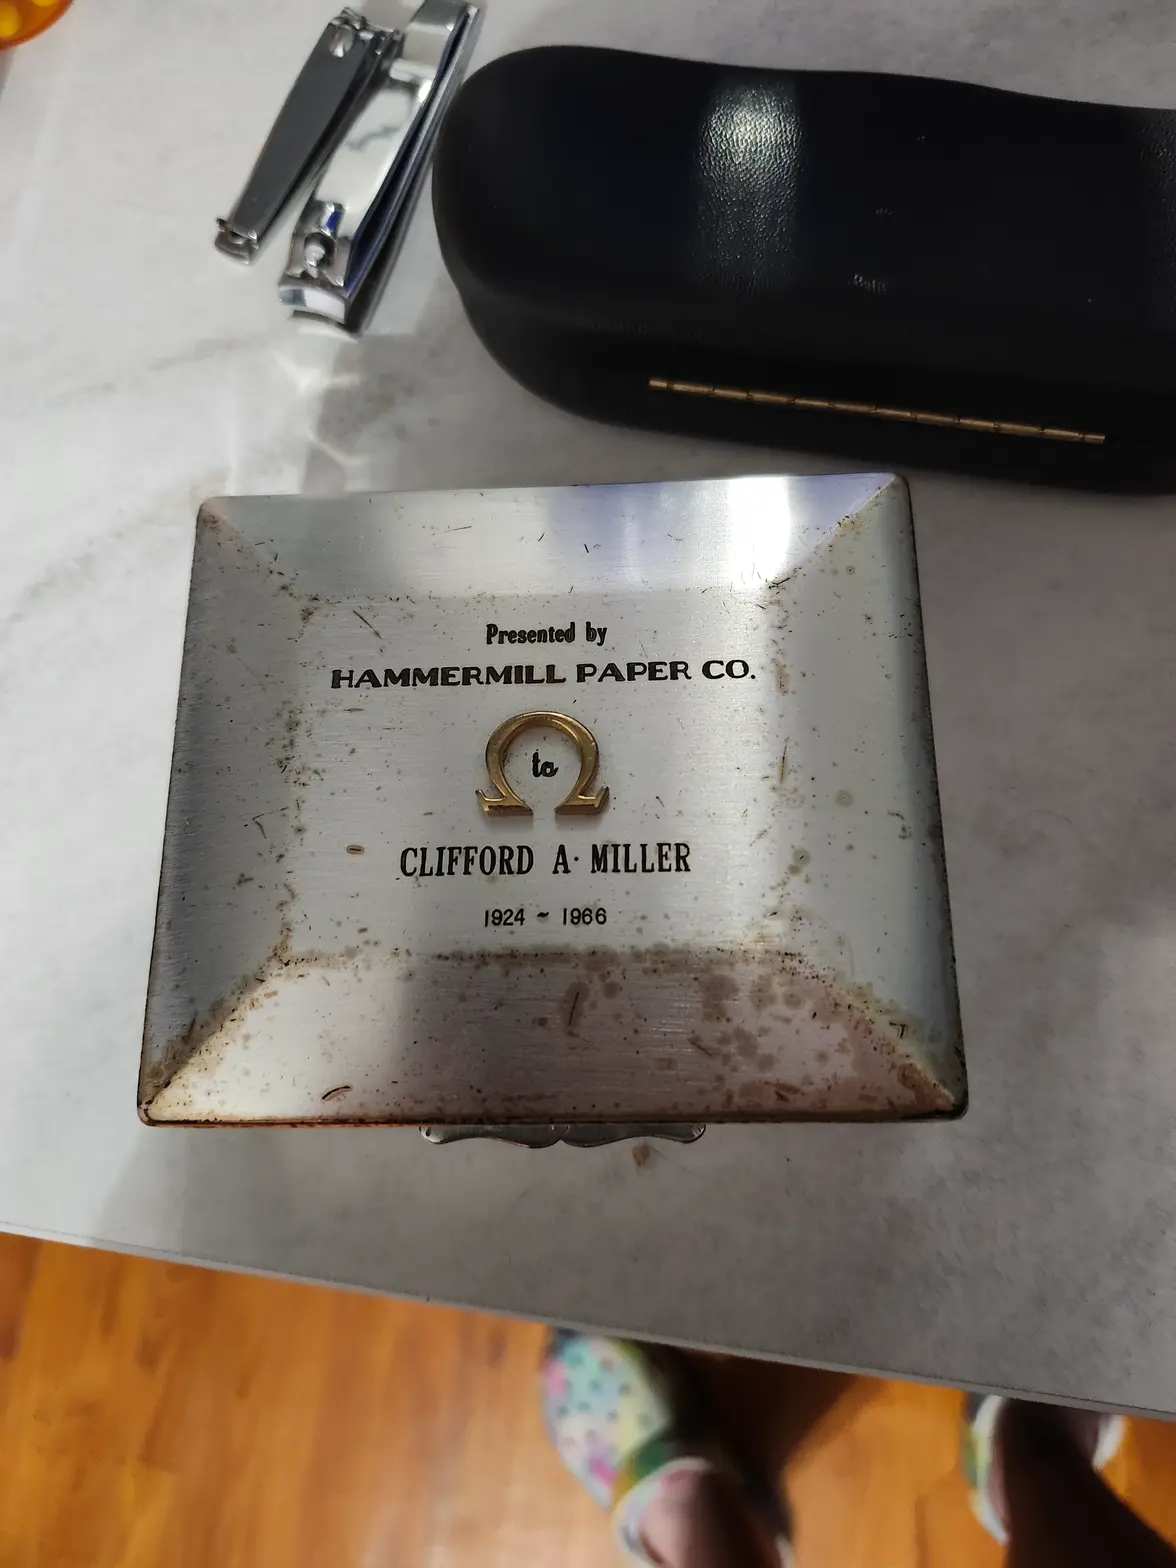 Presented by
HAMMERMILL PAPER CO.
to
CLIFFORD A. MILLER
1924 ~ 1966